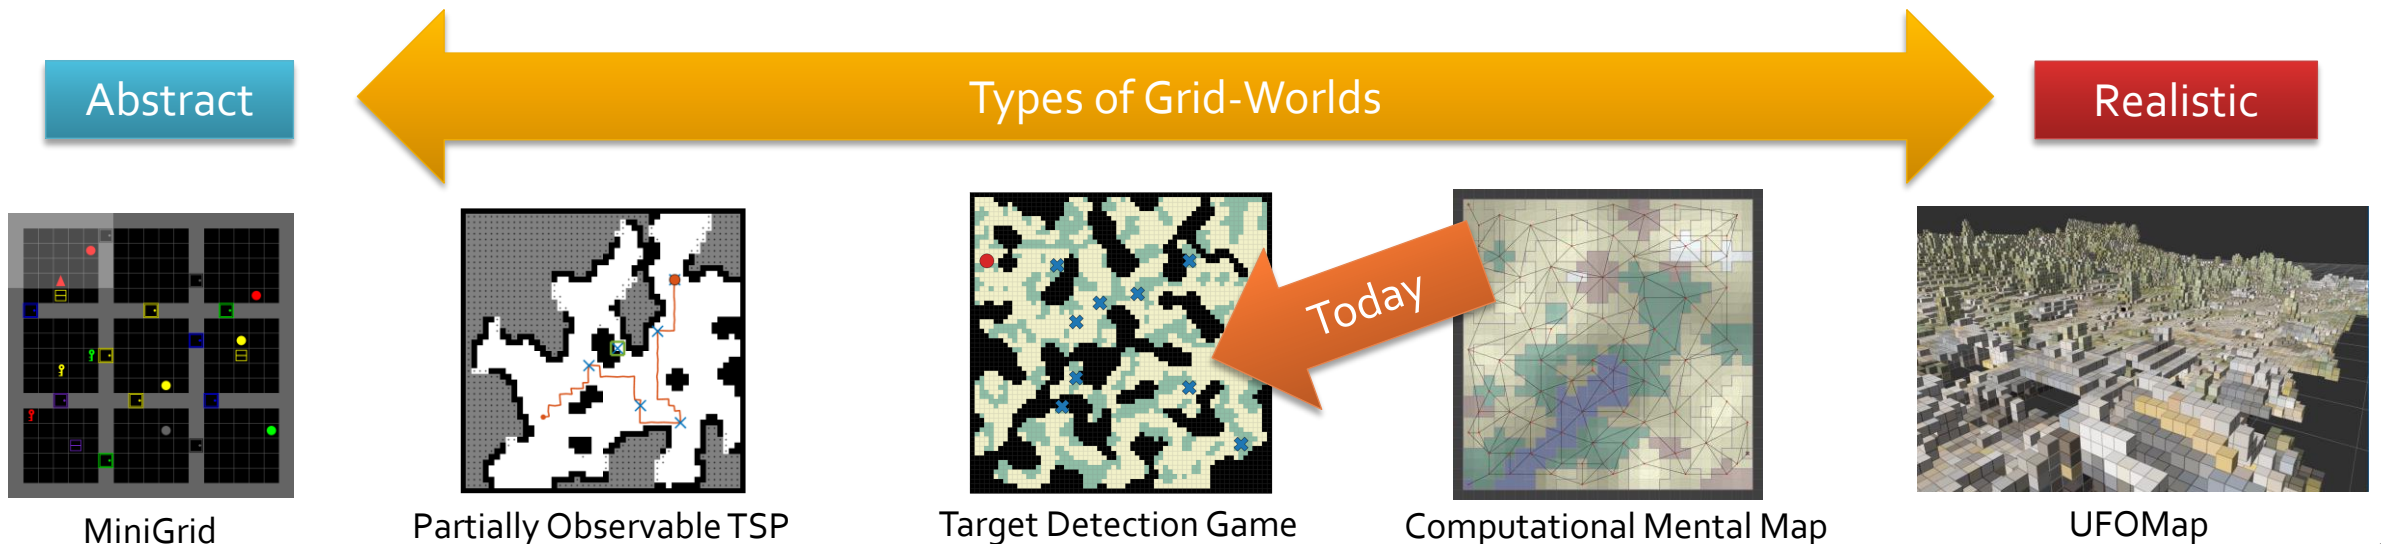 Abstract
Types of Grid-Worlds
Realistic
Today
MiniGrid
Partially Observable TSP
Target Detection Game
Computational Mental Map
UFOMap